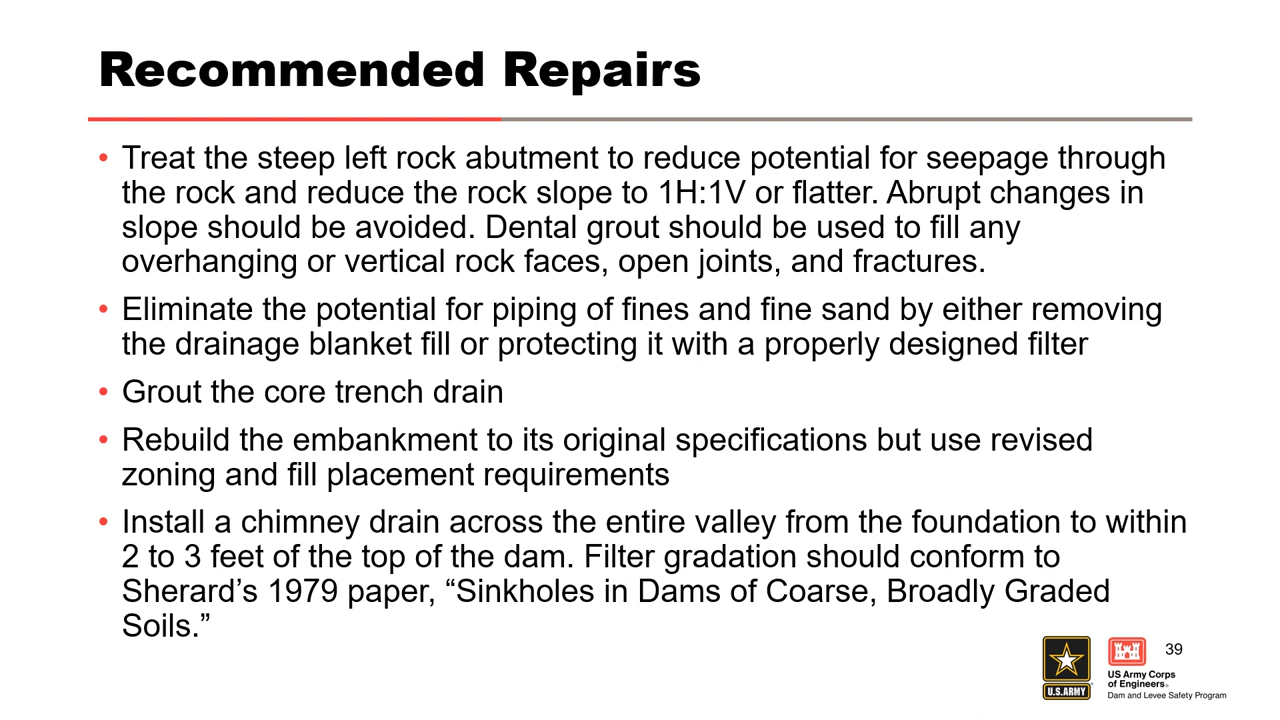 Recommended Repairs
• Treat the steep left rock abutment to reduce potential for seepage through
the rock and reduce the rock slope to 1H:1V or flatter. Abrupt changes in
slope should be avoided. Dental grout should be used to fill any
overhanging or vertical rock faces, open joints, and fractures.
• Eliminate the potential for piping of fines and fine sand by either removing
the drainage blanket fill or protecting it with a properly designed filter
• Grout the core trench drain
• Rebuild the embankment to its original specifications but use revised
zoning and fill placement requirements
• Install a chimney drain across the entire valley from the foundation to within
2 to 3 feet of the top of the dam. Filter gradation should conform to
Sherard’s 1979 paper, “Sinkholes in Dams of Coarse, Broadly Graded
Soils.”
39
U.S.ARMY
US Army Corps
of Engineers®
Dam and Levee Safety Program